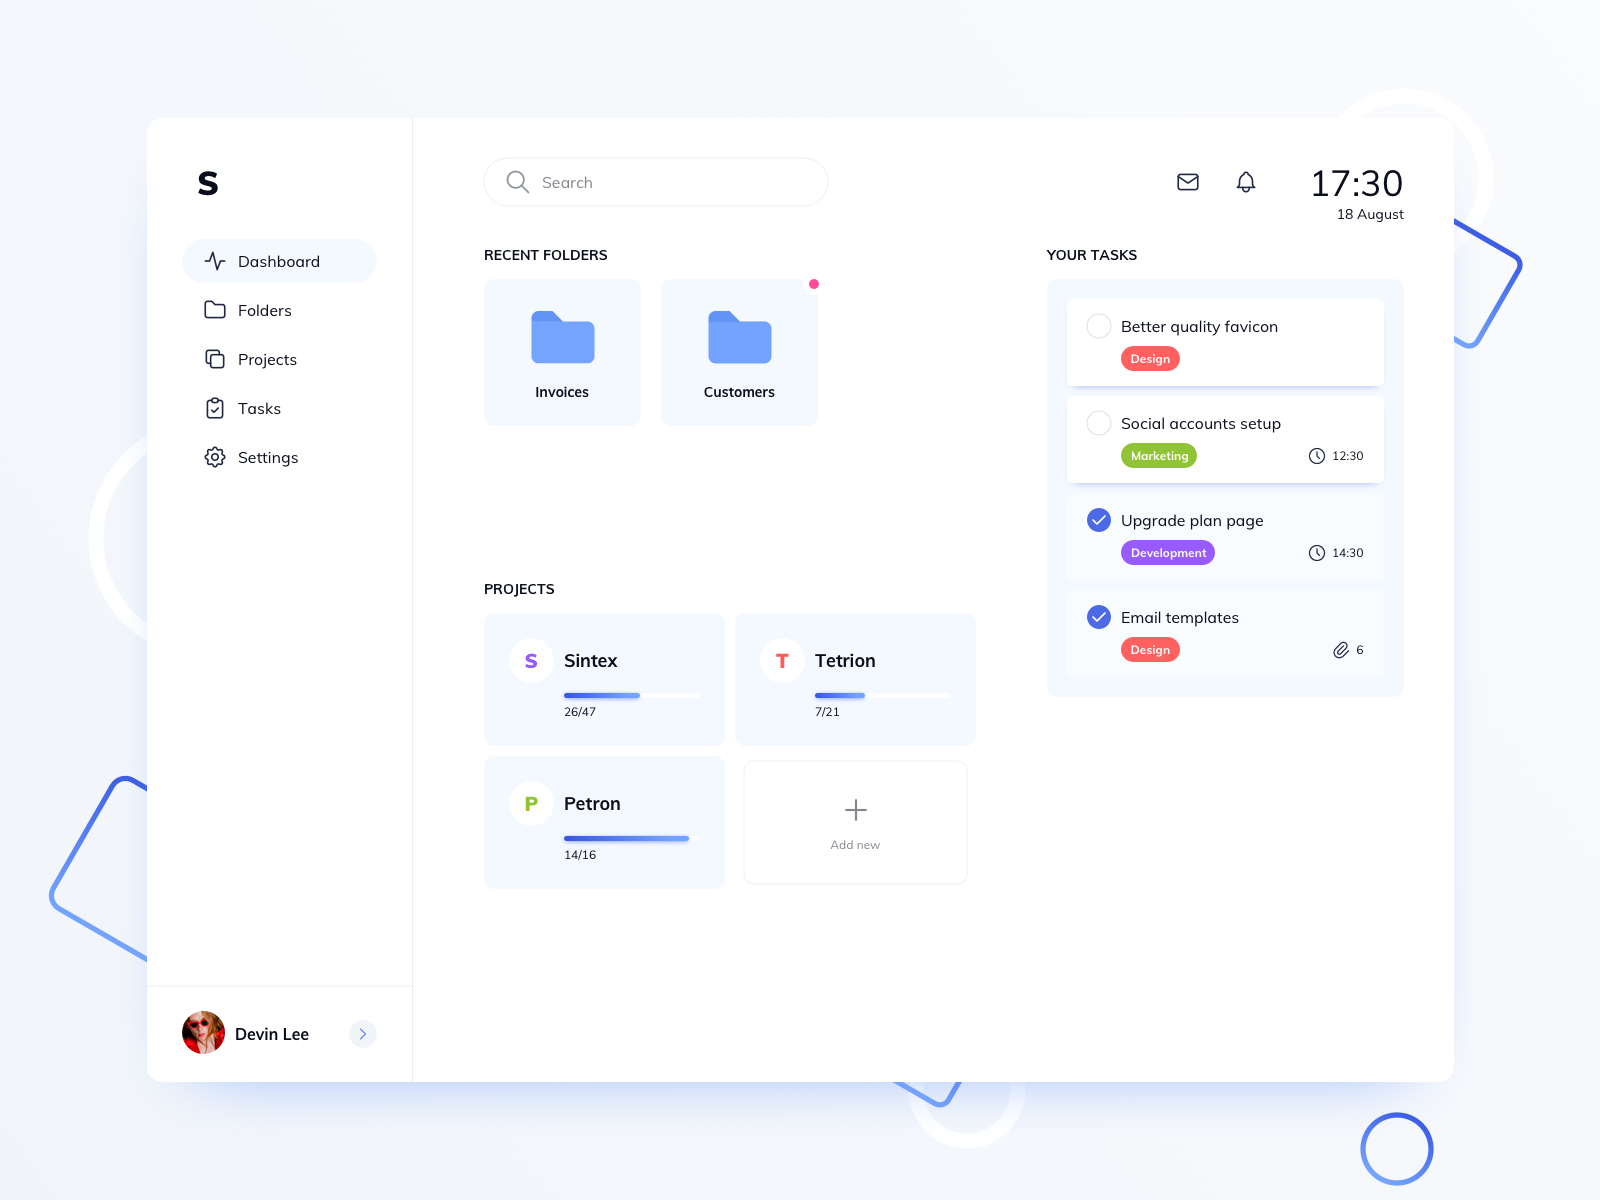 S
Dashboard
Folders
Projects
Tasks
Settings
Devin Lee
Search
17:30
18 August
RECENT FOLDERS
Invoices
Customers
PROJECTS
S Sintex
26/47
T Tetrion
7/21
P Petron
14/16
Add new
YOUR TASKS
Better quality favicon
Design
Social accounts setup
Marketing 12:30
Upgrade plan page
Development 14:30
Email templates
Design 6